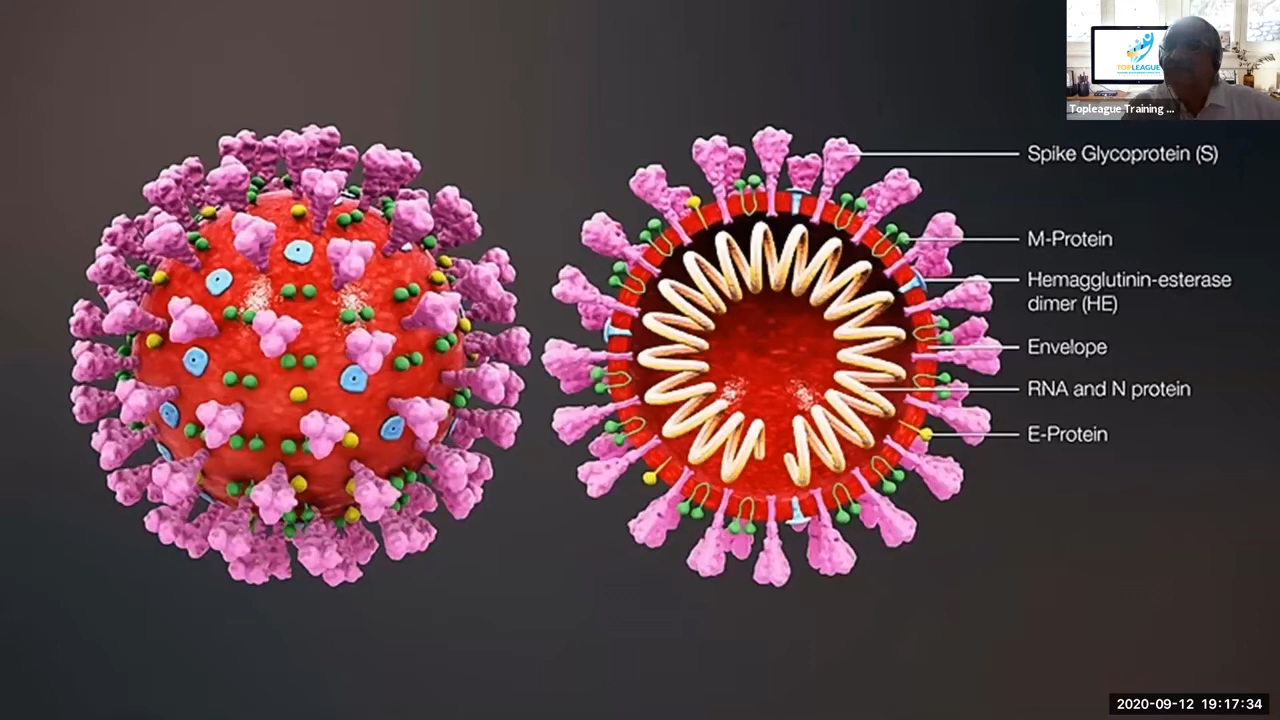 TOPLEAGUE
Topleague Training ...
Spike Glycoprotein (S)
M-Protein
Hemagglutinin-esterase
dimer (HE)
Envelope
RNA and N protein
E-Protein
2020-09-12 19:17:34